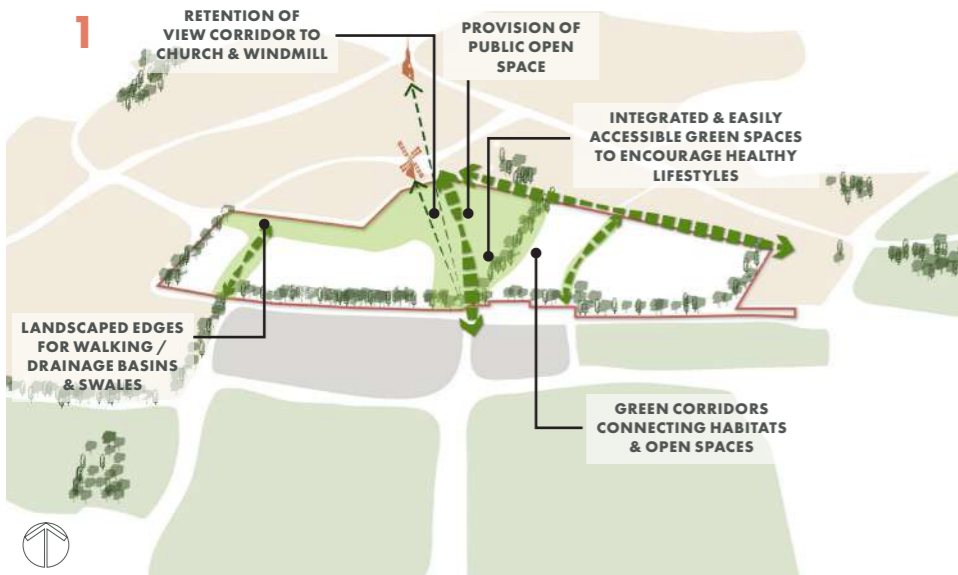 1
RETENTION OF
VIEW CORRIDOR TO
CHURCH & WINDMILL
PROVISION OF
PUBLIC OPEN
SPACE
INTEGRATED & EASILY
ACCESSIBLE GREEN SPACES
TO ENCOURAGE HEALTHY
LIFESTYLES
LANDSCAPED EDGES
FOR WALKING /
DRAINAGE BASINS
& SWALES
GREEN CORRIDORS
CONNECTING HABITATS
& OPEN SPACES